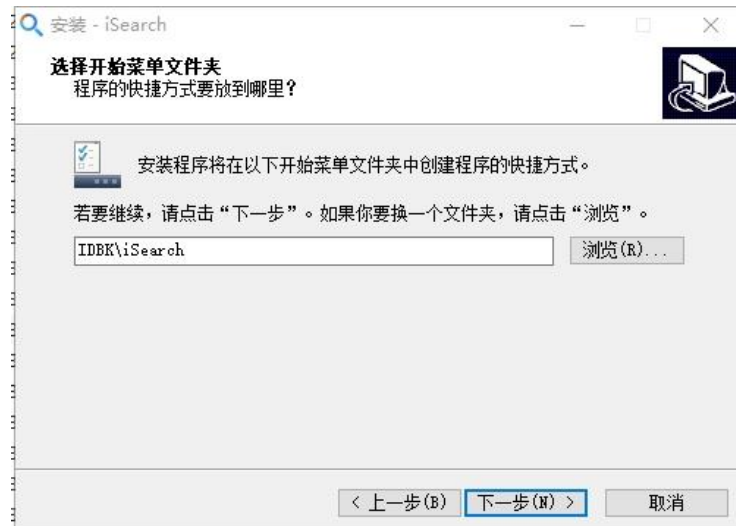 安装 - iSearch
选择开始菜单文件夹
程序的快捷方式要放到哪里?
安装程序将在以下开始菜单文件夹中创建程序的快捷方式。
若要继续，请点击“下一步”。如果你要换一个文件夹，请点击“浏览”。
IDBK\iSearch
浏览(R)...
< 上一步(B)
下一步(N) >
取消